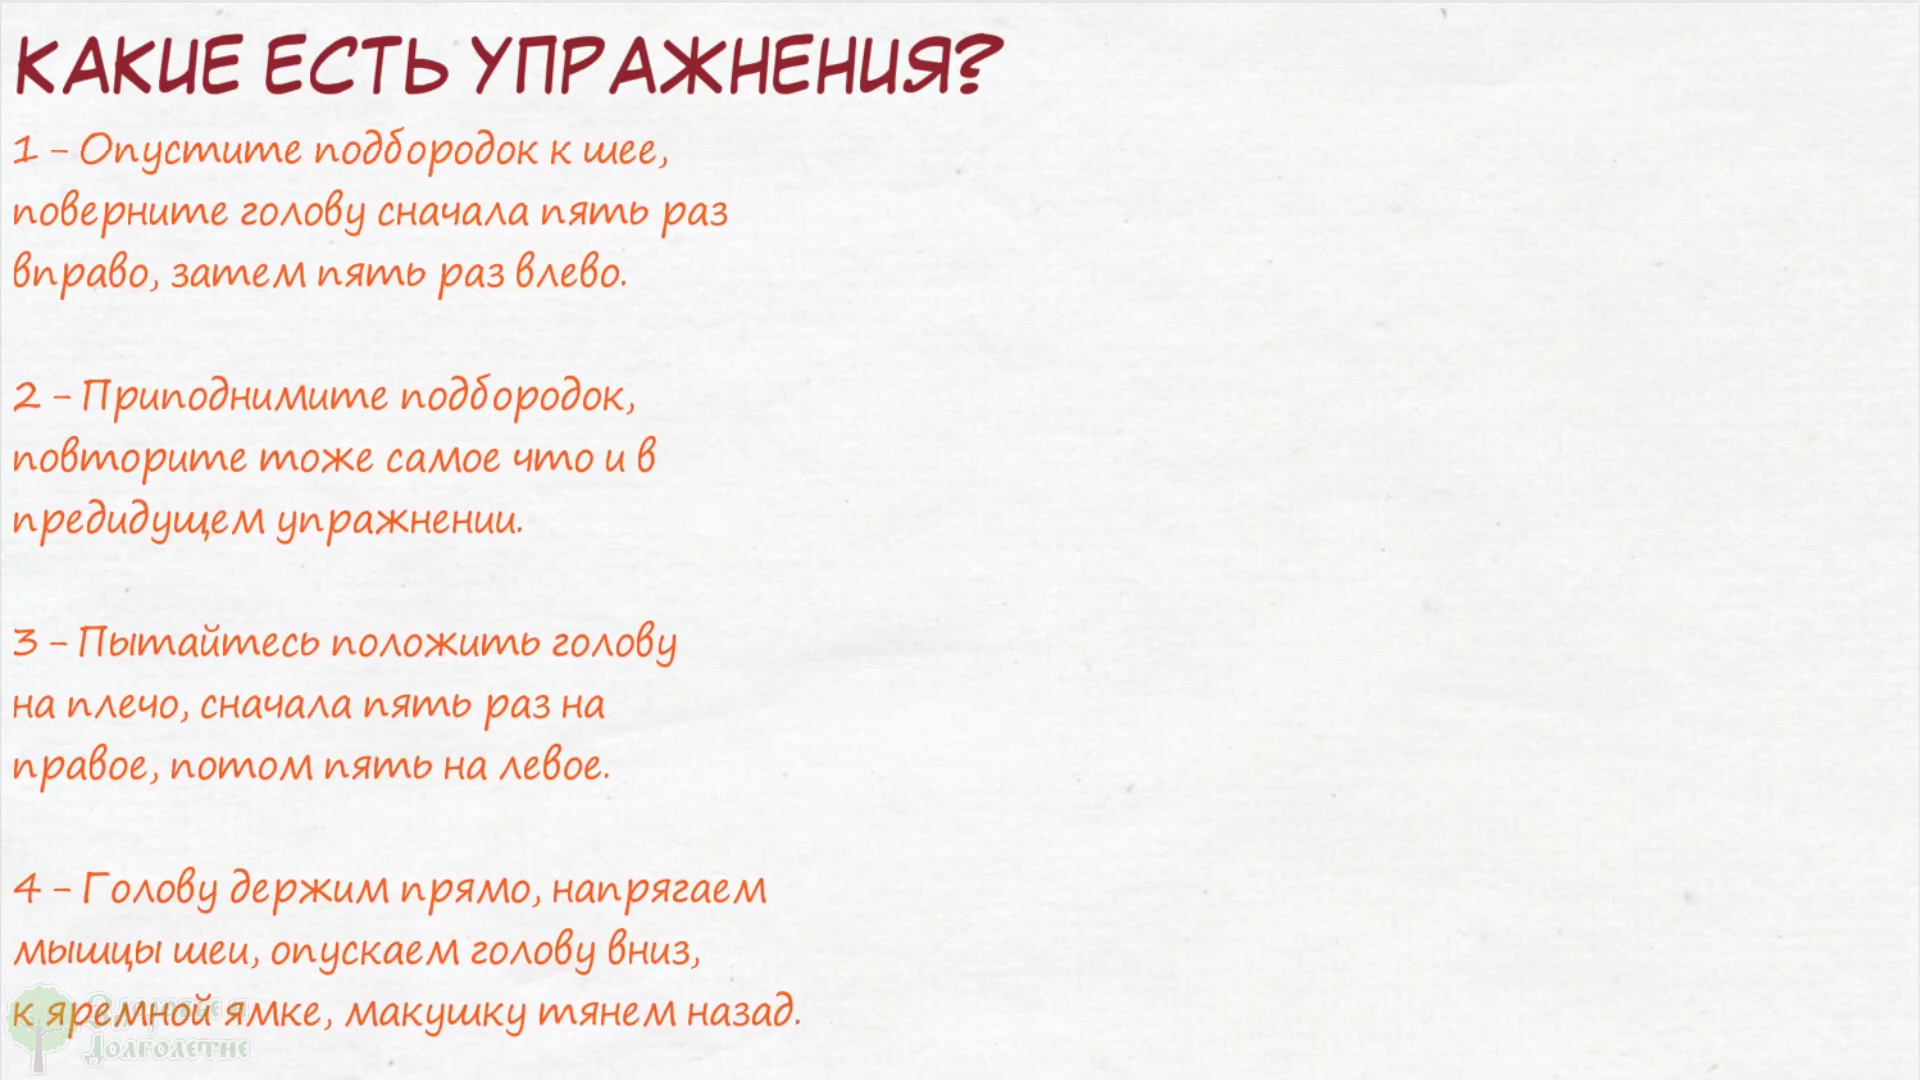 КАКИЕ ЕСТЬ УПРАЖНЕНИЯ?
1 – Опустите подбородок к шее,
поверните голову сначала пять раз
вправо, затем пять раз влево.
2 – Приподнимите подбородок,
повторите тоже самое что и в
предидущем упражнении.
3 – Пытайтесь положить голову
на плечо, сначала пять раз на
правое, потом пять на левое.
4 – Голову держим прямо, напрягаем
мышцы шеи, опускаем голову вниз,
к яремной ямке, макушку тянем назад.
Здоровье и
Долголетие